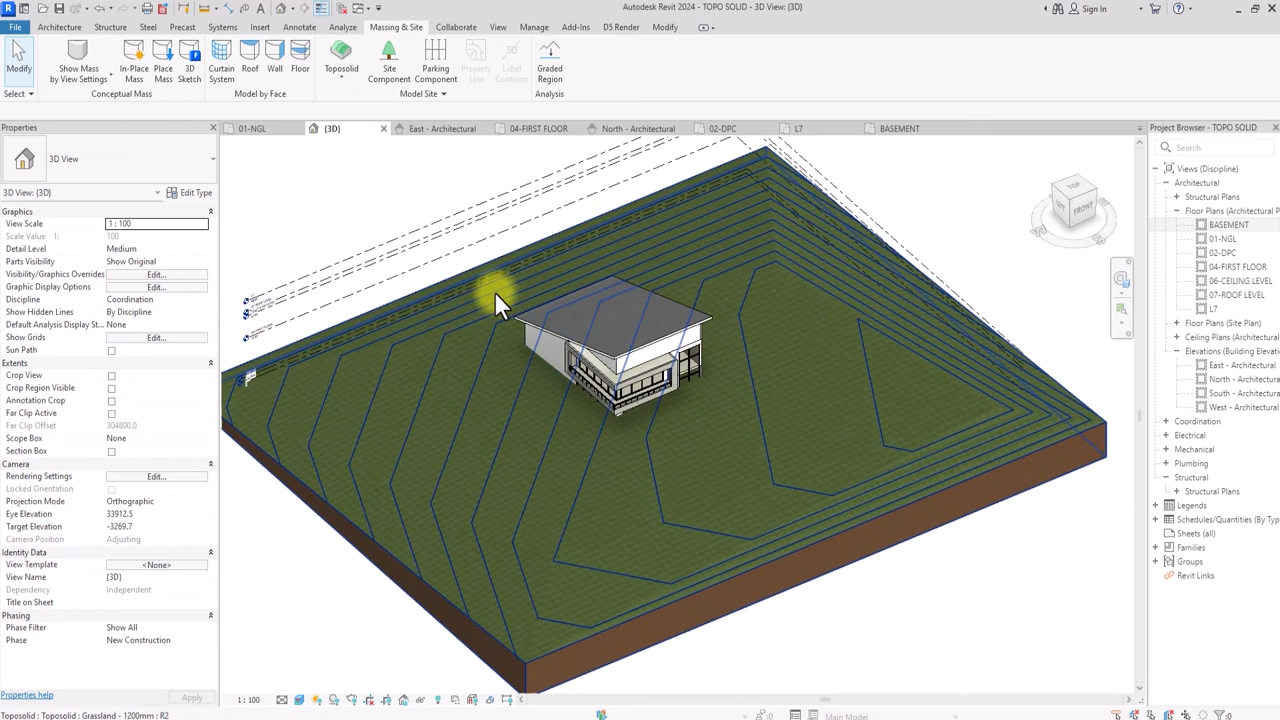 Autodesk Revit 2024 - TOPO SOLID - 3D View: {3D}
Sign In
File Architecture Structure Steel Precast Systems Insert Annotate Analyze Massing & Site Collaborate View Manage Add-Ins D5 Render Modify
Modify
Show Mass
by View Settings
In-Place
Mass
Place
Mass
3D
Sketch
Curtain
System
Roof
Wall
Floor
Toposolid
Site
Component
Parking
Component
Property
Line
Label
Contours
Graded
Region
Select
Conceptual Mass
Model by Face
Model Site
Analysis
Properties
01-NGL
{3D}
East - Architectural
04-FIRST FLOOR
North - Architectural
02-DPC
L7
BASEMENT
3D View
3D View: {3D}
Edit Type
Graphics
View Scale 1 : 100
Scale Value 1: 100
Detail Level Medium
Parts Visibility Show Original
Visibility/Graphics Overrides Edit...
Graphic Display Options Edit...
Discipline Coordination
Show Hidden Lines By Discipline
Default Analysis Display St... None
Show Grids Edit...
Sun Path
Extents
Crop View
Crop Region Visible
Annotation Crop
Far Clip Active
Far Clip Offset 304800.0
Scope Box None
Section Box
Camera
Rendering Settings Edit...
Locked Orientation
Projection Mode Orthographic
Eye Elevation 33912.5
Target Elevation -3269.7
Camera Position Adjusting
Identity Data
View Template <None>
View Name {3D}
Dependency Independent
Title on Sheet
Phasing
Phase Filter Show All
Phase New Construction
Properties help
Apply
TOP
FRONT
Project Browser - TOPO SOLID
Search
Views (Discipline)
Architectural
Structural Plans
Floor Plans (Architectural P
BASEMENT
01-NGL
02-DPC
04-FIRST FLOOR
06-CEILING LEVEL
07-ROOF LEVEL
L7
Floor Plans (Site Plan)
Ceiling Plans (Architectural
Elevations (Building Elevati
East - Architectural
North - Architectura
South - Architectura
West - Architectural
Coordination
Electrical
Mechanical
Plumbing
Structural
Structural Plans
Legends
Schedules/Quantities (By Typ
Sheets (all)
Families
Groups
Revit Links
1 : 100
Toposolid : Toposolid : Grassland - 1200mm : R2
:0
Main Model
:0